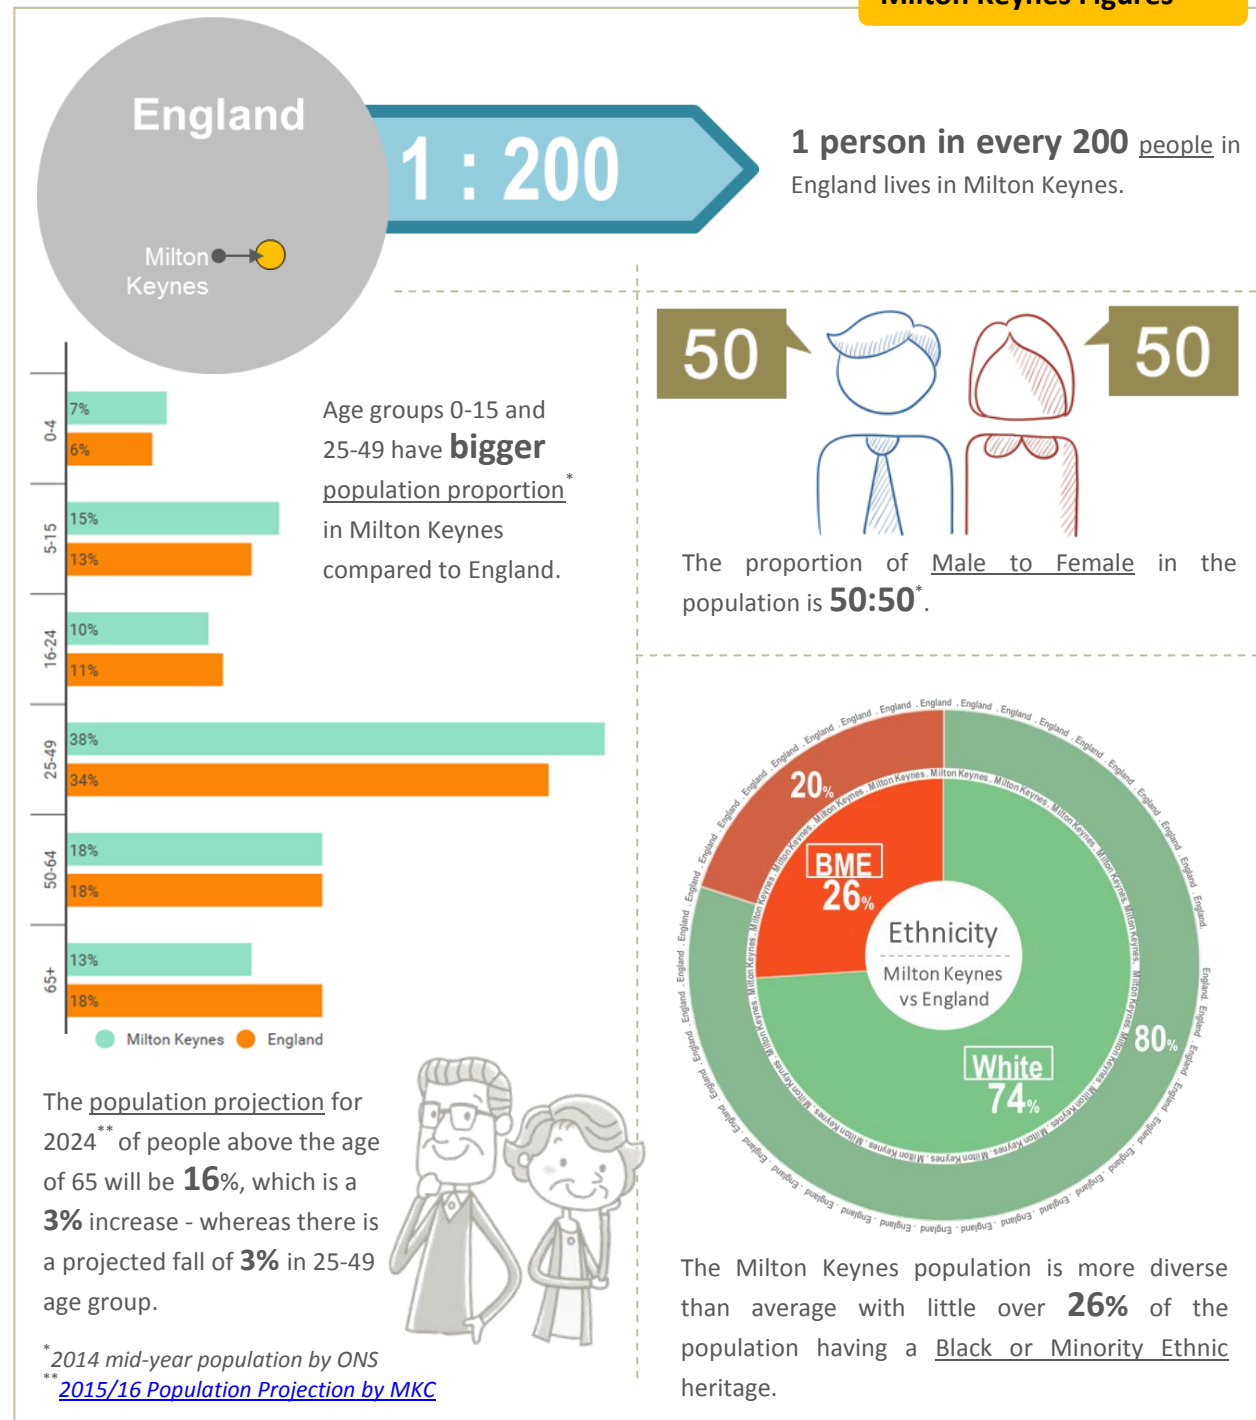 Milton Keynes Figures
England
1 : 200
Milton
Keynes
1 person in every 200 people in
England lives in Milton Keynes.
0-4
7%
6%
5-15
15%
13%
16-24
10%
11%
25-49
38%
34%
50-64
18%
18%
65+
13%
18%
Milton Keynes
England
Age groups 0-15 and
25-49 have bigger
population proportion*
in Milton Keynes
compared to England.
50
50
The proportion of Male to Female in the
population is 50:50*.
The population projection for
2024** of people above the age
of 65 will be 16%, which is a
3% increase - whereas there is
a projected fall of 3% in 25-49
age group.
*2014 mid-year population by ONS
**2015/16 Population Projection by MKC
20%
BME
26%
Ethnicity
Milton Keynes
vs England
80%
White
74%
The Milton Keynes population is more diverse
than average with little over 26% of the
population having a Black or Minority Ethnic
heritage.